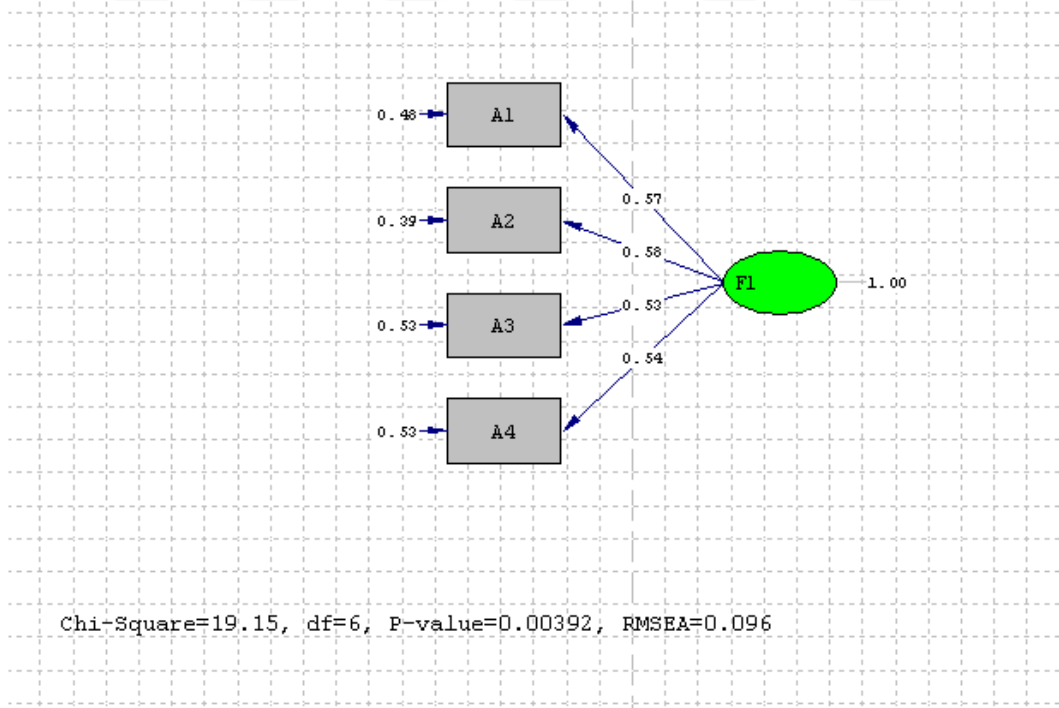 0.48 A1
0.57
0.39 A2
0.58
F1 1.00
0.53
0.53 A3
0.54
0.53 A4
Chi-Square=19.15, df=6, P-value=0.00392, RMSEA=0.096